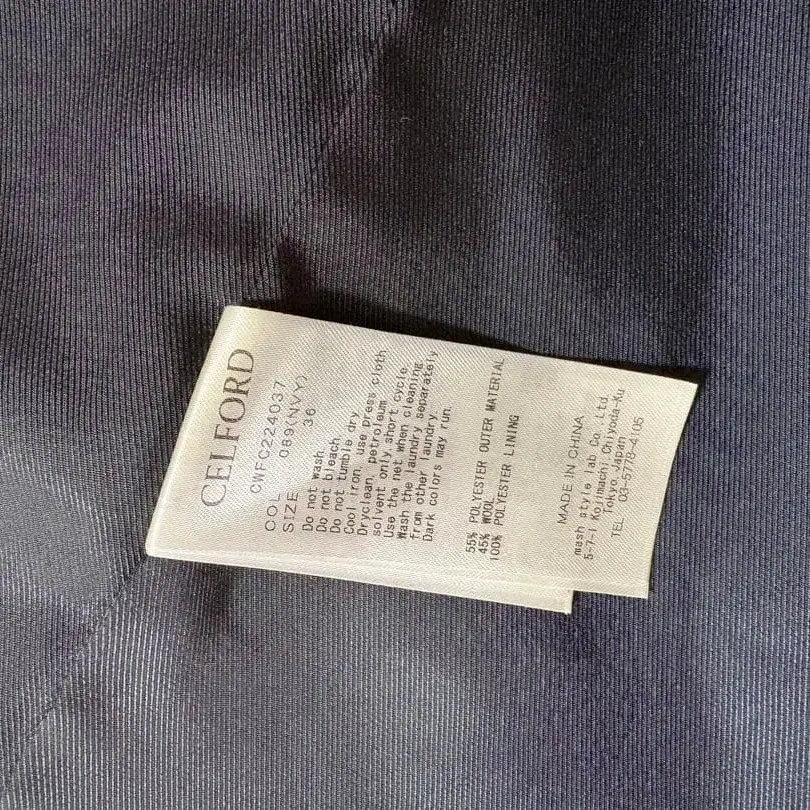 CELFORD
CWFC224037
COL 089(NVY)
SIZE 36
Do not wash.
Do not bleach
Do not tumble dry
Cool iron. use press cloth
Dryclean, petroleum
solvent only short cycle.
Use the net when cleaning
Wash the laundry separately
from other laundry.
Dark colors may run.
55% POLYESTER OUTER MATERIAL
45% WOOL
100% POLYESTER LINING
MADE IN CHINA
mash style lab Co., Ltd.
5-7-1 Kojimachi Chiyoda-Ku
Tokyo, Japan
TEL 03-5778-4105